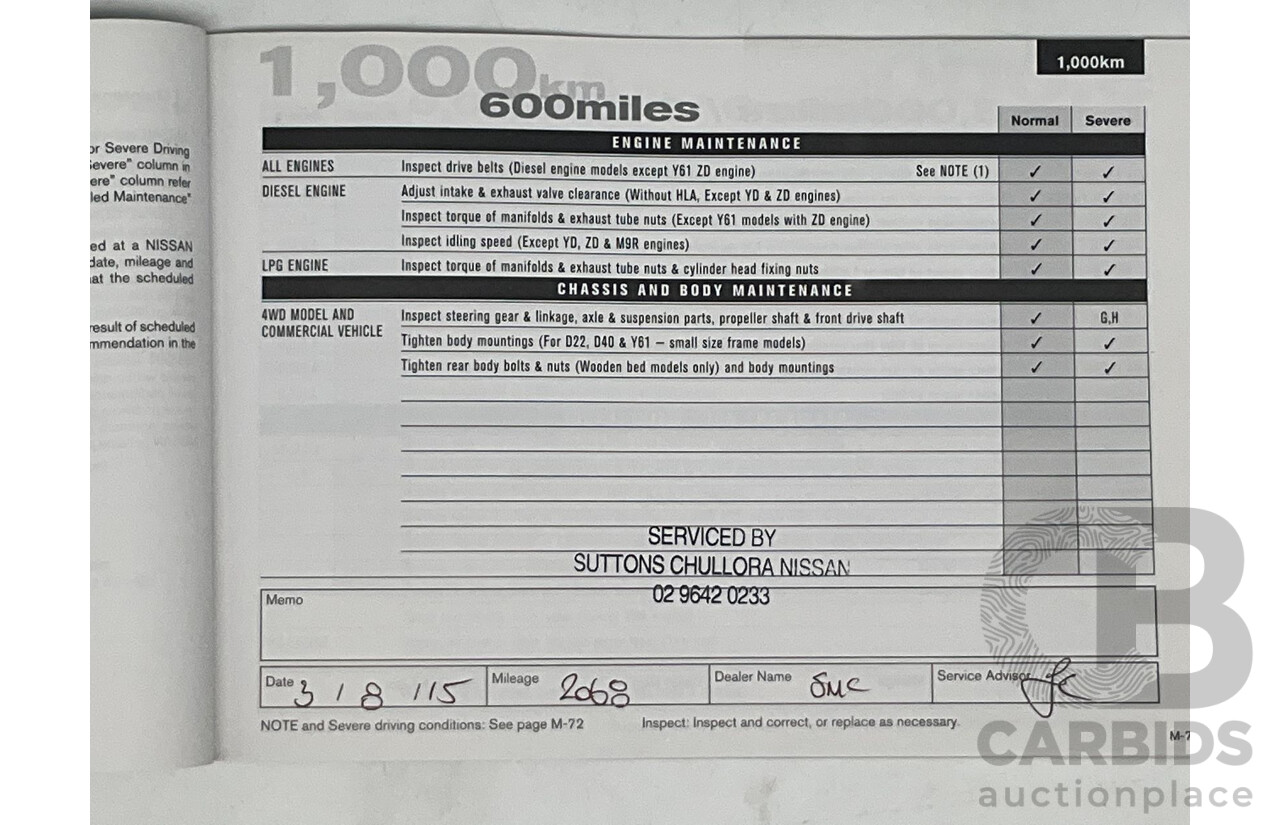 or Severe Driving
Severe" column in
ere" column refer
led Maintenance"
ed at a NISSAN
date, mileage and
at the scheduled
result of scheduled
mmendation in the
1,000km
600miles
1,000km
Normal Severe
ENGINE MAINTENANCE
ALL ENGINES Inspect drive belts (Diesel engine models except Y61 ZD engine) See NOTE (1) ✓ ✓
DIESEL ENGINE Adjust intake & exhaust valve clearance (Without HLA, Except YD & ZD engines) ✓ ✓
Inspect torque of manifolds & exhaust tube nuts (Except Y61 models with ZD engine) ✓ ✓
Inspect idling speed (Except YD, ZD & M9R engines) ✓ ✓
LPG ENGINE Inspect torque of manifolds & exhaust tube nuts & cylinder head fixing nuts ✓ ✓
CHASSIS AND BODY MAINTENANCE
4WD MODEL AND Inspect steering gear & linkage, axle & suspension parts, propeller shaft & front drive shaft ✓ G,H
COMMERCIAL VEHICLE
Tighten body mountings (For D22, D40 & Y61 – small size frame models) ✓ ✓
Tighten rear body bolts & nuts (Wooden bed models only) and body mountings ✓ ✓
SERVICED BY
SUTTONS CHULLORA NISSAN
02 9642 0233
Memo
Date 3 / 8 / 15 Mileage 2068 Dealer Name SMC Service Advisor
NOTE and Severe driving conditions: See page M-72 Inspect: Inspect and correct, or replace as necessary.
M-7
CB
CARBIDS
auctionplace